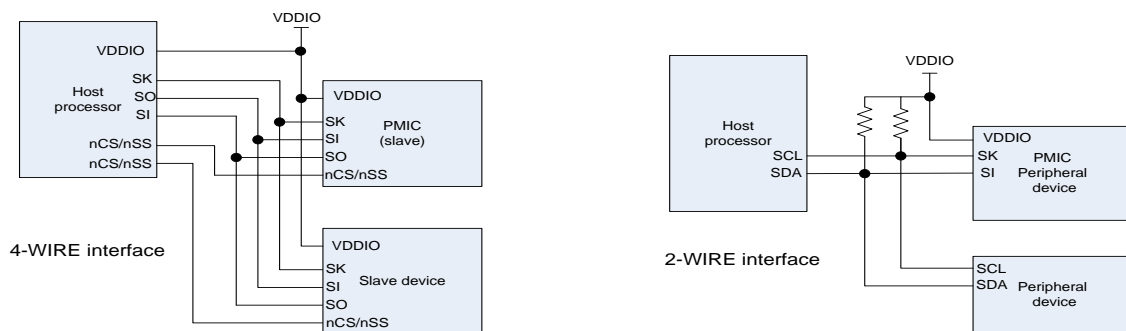 VDDIO
Host
processor
VDDIO
SK
SO
SI
nCS/nSS
nCS/nSS
VDDIO
SK
SI
SO
nCS/nSS
PMIC
(slave)
4-WIRE interface
VDDIO
SK
SI
SO
nCS/nSS
Slave device
VDDIO
Host
processor
SCL
SDA
VDDIO
SK
SI
PMIC
Peripheral
device
2-WIRE interface
SCL
SDA
Peripheral
device